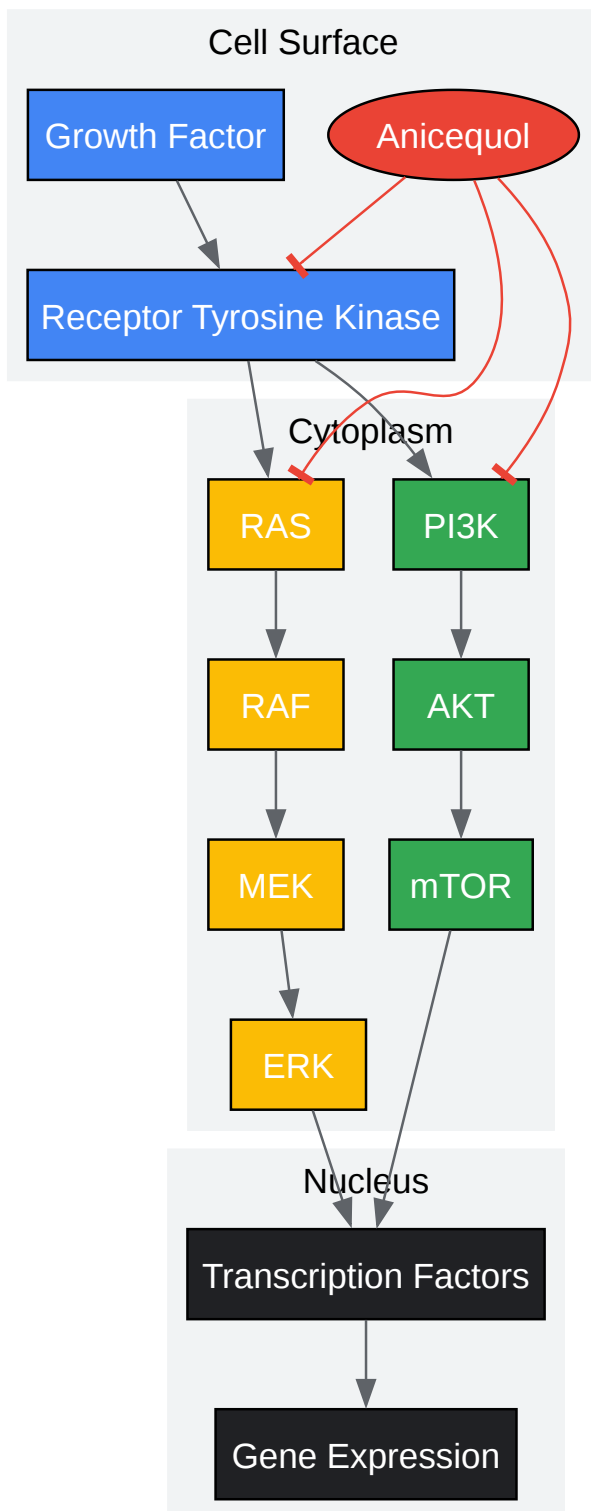 Cell Surface
Growth Factor
Anicequol
Receptor Tyrosine Kinase
Cytoplasm
RAS
PI3K
RAF
AKT
MEK
mTOR
ERK
Nucleus
Transcription Factors
Gene Expression